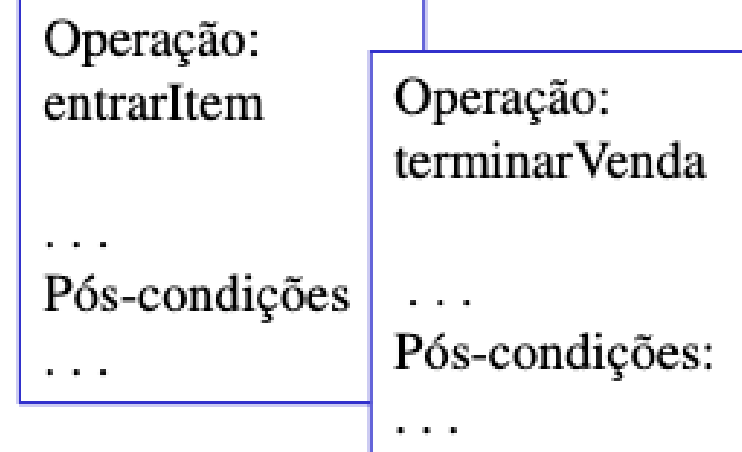 Operação:
entrarItem
. . .
Pós-condições
. . .
Operação:
terminarVenda
. . .
Pós-condições:
. . .